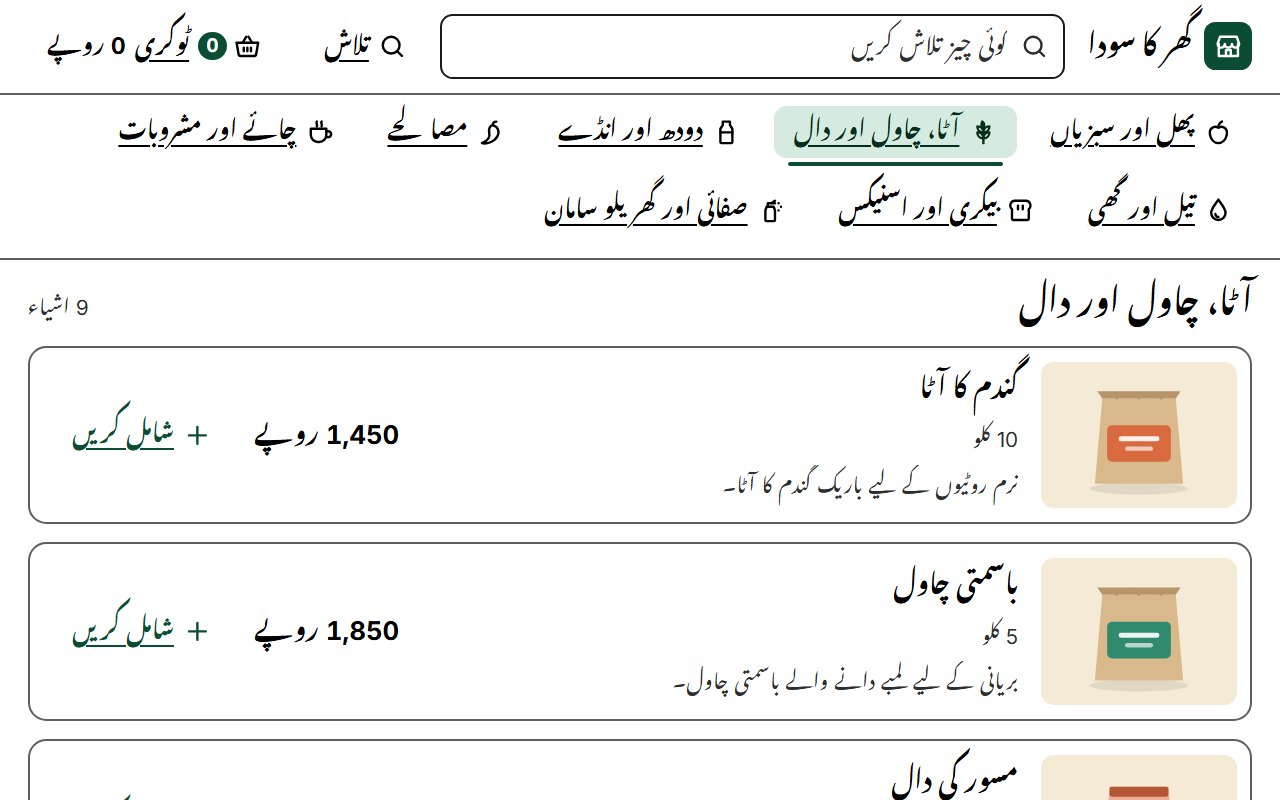 گھر کا سودا
کوئی چیز تلاش کریں
تلاش
ٹوکری 0 0 روپے
پھل اور سبزیاں
آٹا، چاول اور دال
دودھ اور انڈے
مصالحے
چائے اور مشروبات
تیل اور گھی
بیکری اور اسنیکس
صفائی اور گھریلو سامان
آٹا، چاول اور دال
9 اشیاء
گندم کا آٹا
10 کلو
نرم روٹیوں کے لیے باریک گندم کا آٹا۔
1,450 روپے
شامل کریں
باسمتی چاول
5 کلو
بریانی کے لیے لمبے دانے والے باسمتی چاول۔
1,850 روپے
شامل کریں
مسور کی دال